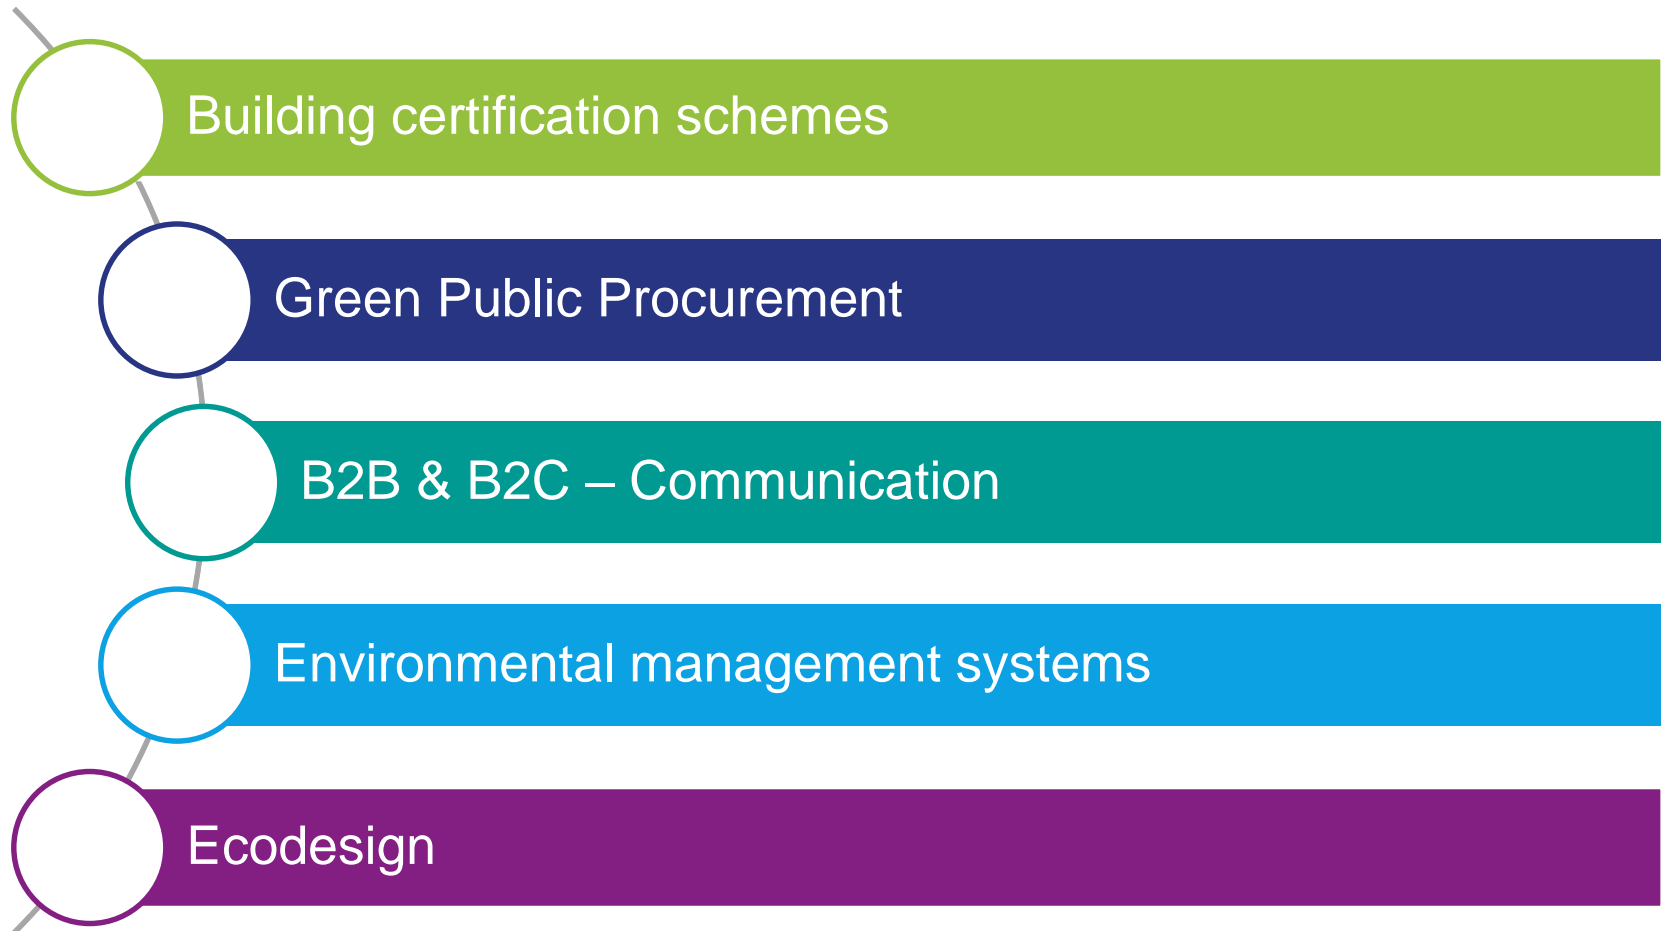 Building certification schemes
Green Public Procurement
B2B & B2C – Communication
Environmental management systems
Ecodesign